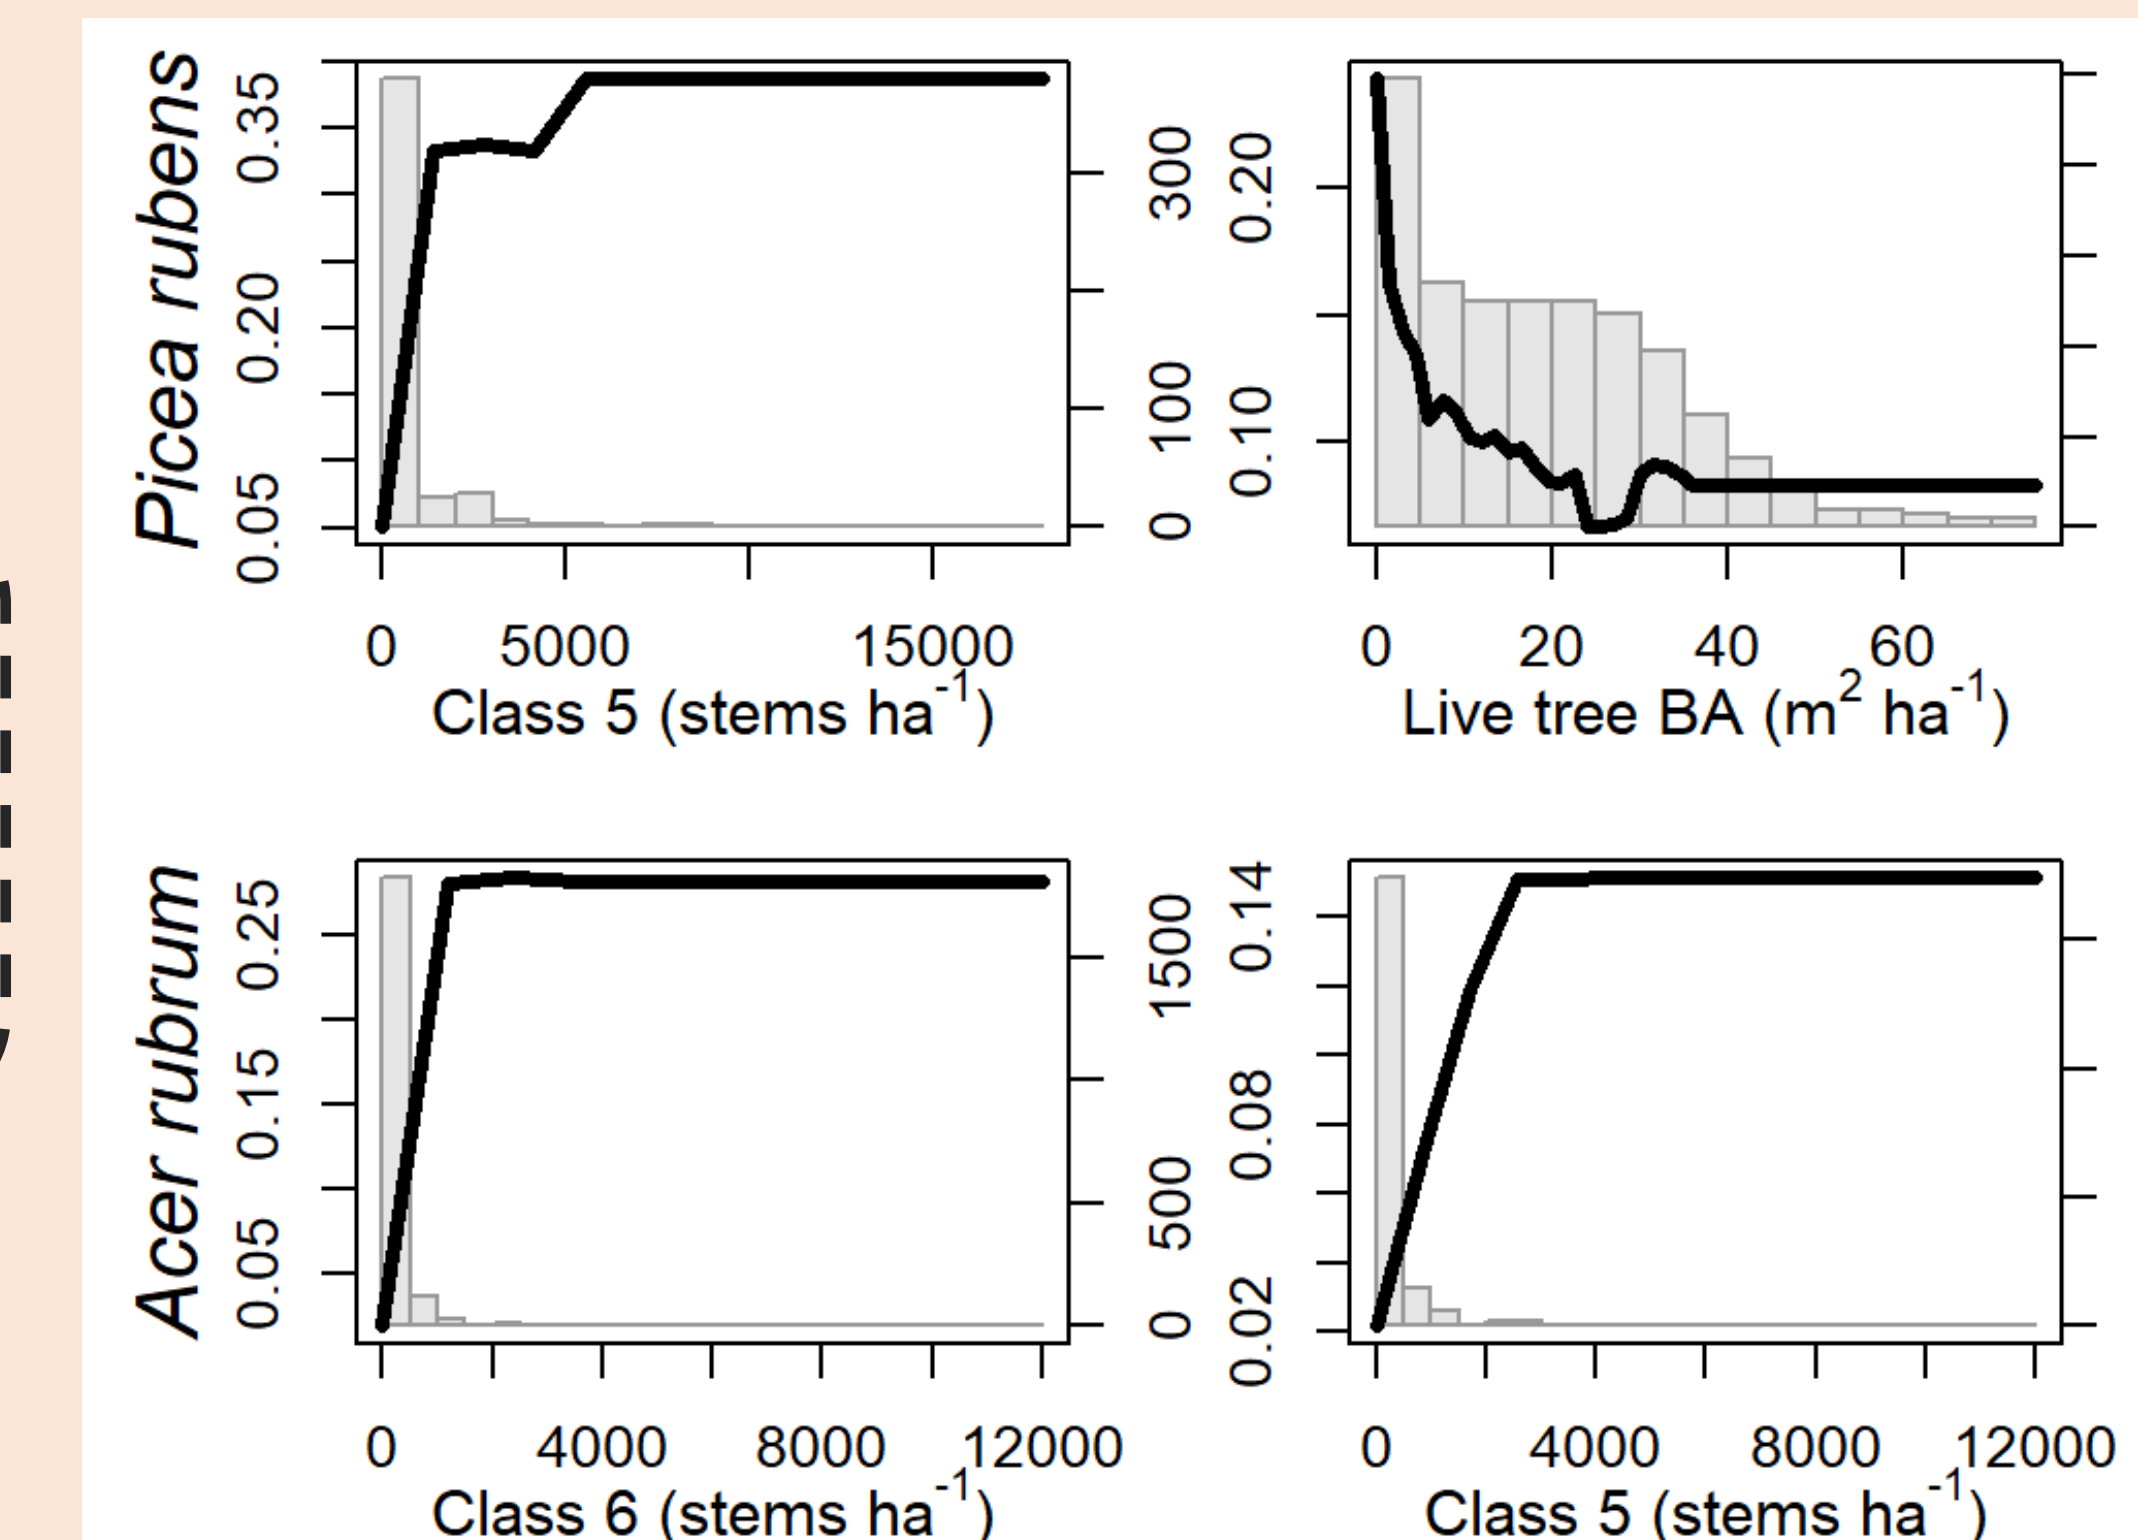 Picea rubens
0.05 0.20 0.35
0 100 300
0 5000 15000
Class 5 (stems ha⁻¹)
0.10 0.20
0 20 40 60
Live tree BA (m² ha⁻¹)
Acer rubrum
0.05 0.15 0.25
0 500 1500
0 4000 8000 12000
Class 6 (stems ha⁻¹)
0.02 0.08 0.14
0 4000 8000 12000
Class 5 (stems ha⁻¹)